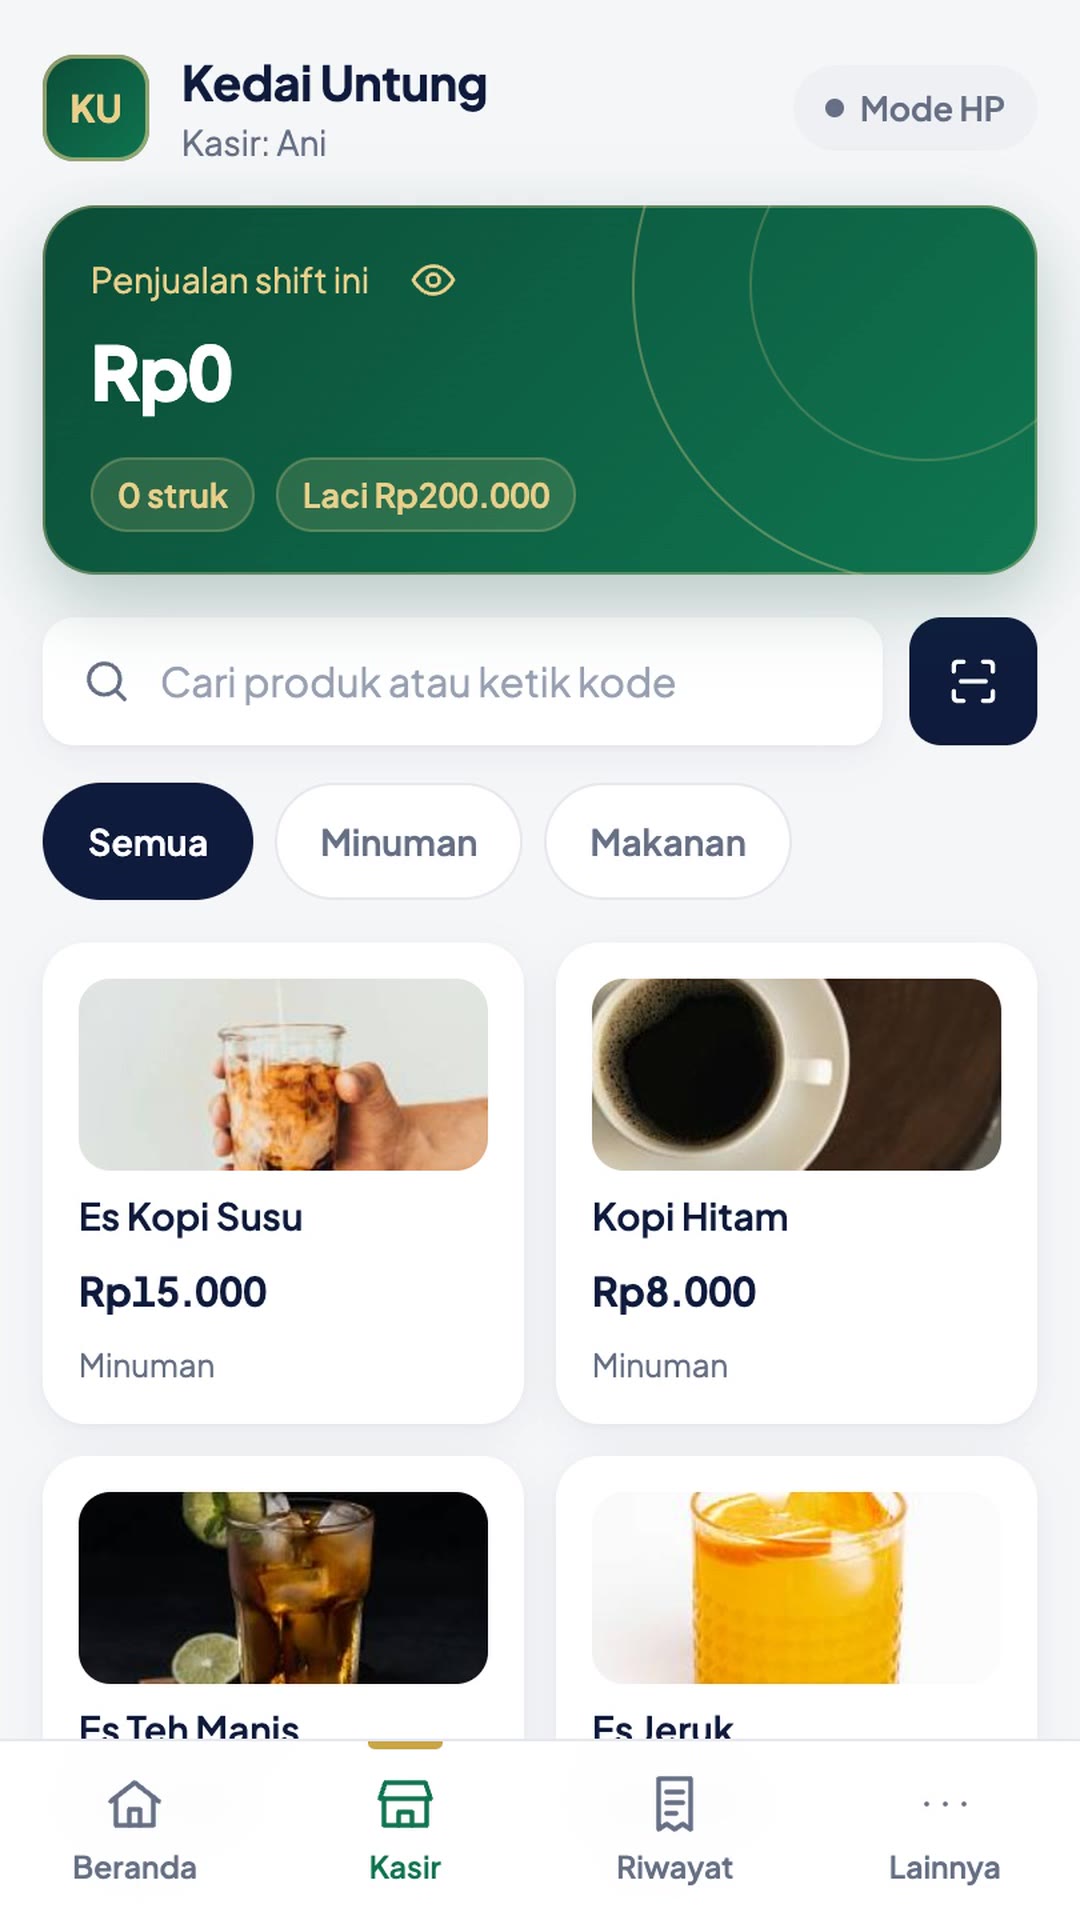 KU
Kedai Untung
Kasir: Ani
Mode HP
Penjualan shift ini
Rp0
0 struk
Laci Rp200.000
Cari produk atau ketik kode
Semua
Minuman
Makanan
Es Kopi Susu
Rp15.000
Minuman
Kopi Hitam
Rp8.000
Minuman
Es Teh Manis
Es Jeruk
Beranda
Kasir
Riwayat
Lainnya